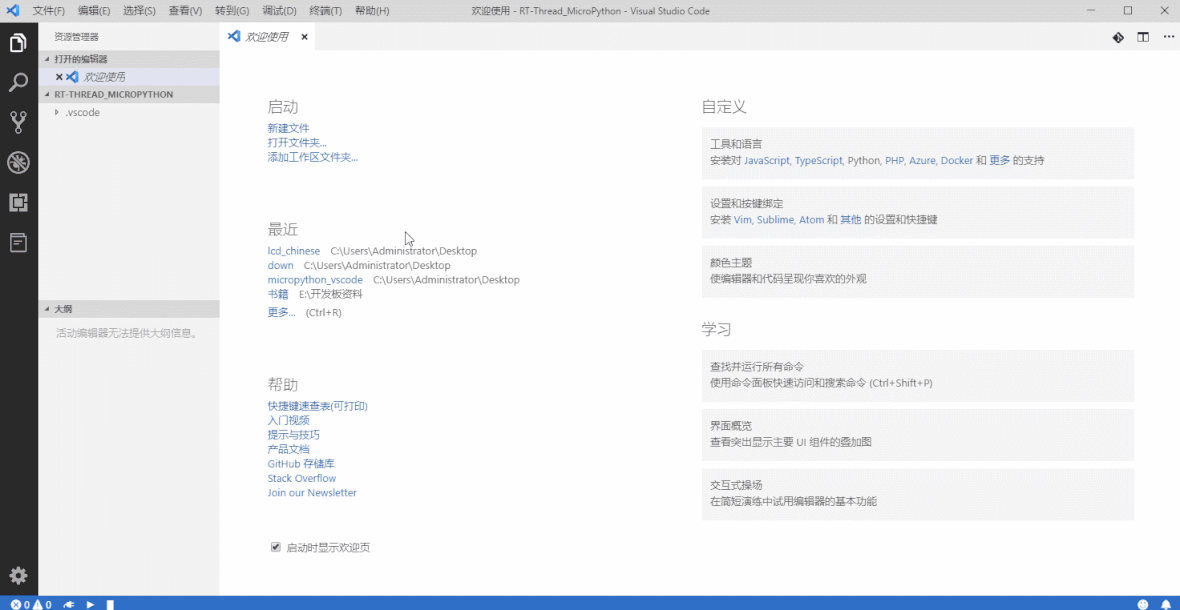 文件(F) 编辑(E) 选择(S) 查看(V) 转到(G) 调试(D) 终端(T) 帮助(H) 欢迎使用 - RT-Thread_MicroPython - Visual Studio Code
资源管理器
打开的编辑器
欢迎使用
RT-THREAD_MICROPYTHON
.vscode
大纲
活动编辑器无法提供大纲信息。
欢迎使用
启动
新建文件
打开文件夹...
添加工作区文件夹...
最近
lcd_chinese C:\Users\Administrator\Desktop
down C:\Users\Administrator\Desktop
micropython_vscode C:\Users\Administrator\Desktop
书籍 E:\开发板资料
更多... (Ctrl+R)
帮助
快捷键速查表(可打印)
入门视频
提示与技巧
产品文档
GitHub 存储库
Stack Overflow
Join our Newsletter
启动时显示欢迎页
自定义
工具和语言
安装对 JavaScript, TypeScript, Python, PHP, Azure, Docker 和 更多 的支持
设置和按键绑定
安装 Vim, Sublime, Atom 和 其他 的设置和快捷键
颜色主题
使编辑器和代码呈现你喜欢的外观
学习
查找并运行所有命令
使用命令面板快速访问和搜索命令 (Ctrl+Shift+P)
界面概览
查看突出显示主要 UI 组件的叠加图
交互式操场
在简短演练中试用编辑器的基本功能
0 0